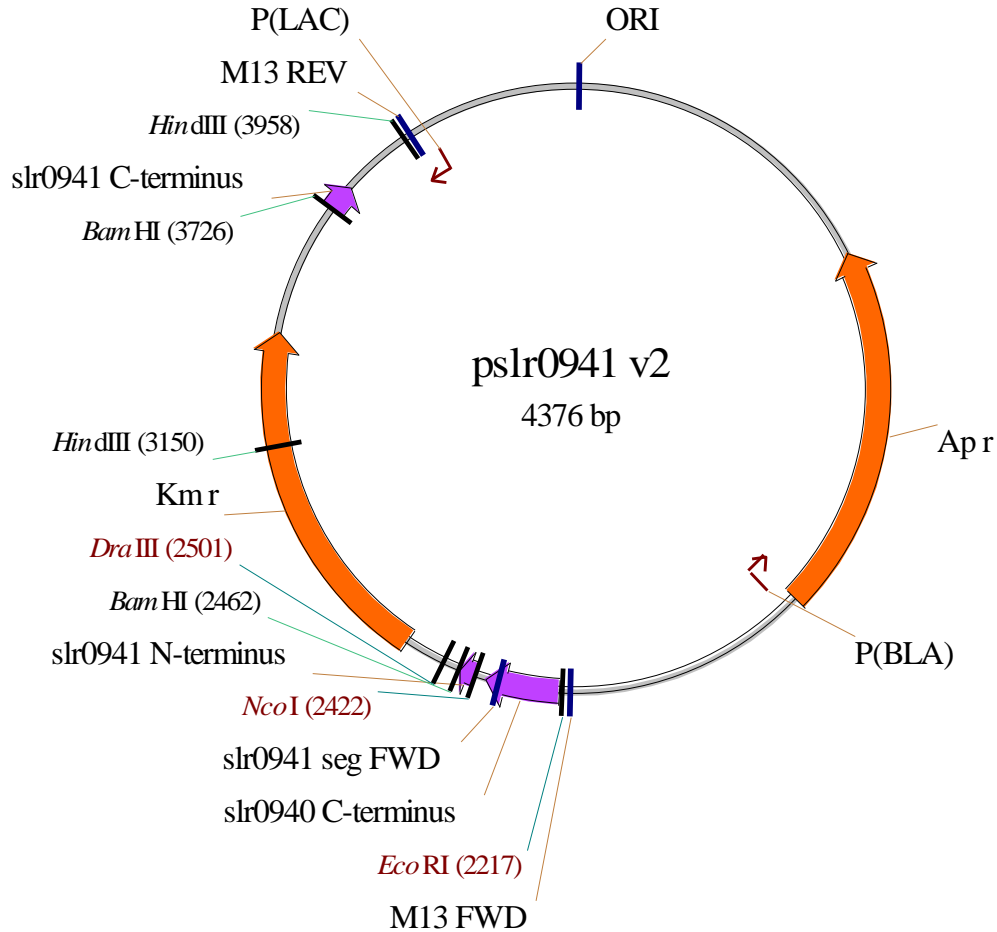 P(LAC)
ORI
M13 REV
HindIII (3958)
slr0941 C-terminus
BamHI (3726)
pslr0941 v2
4376 bp
HindIII (3150)
Ap r
Km r
DraIII (2501)
BamHI (2462)
slr0941 N-terminus
P(BLA)
NcoI (2422)
slr0941 seg FWD
slr0940 C-terminus
EcoRI (2217)
M13 FWD